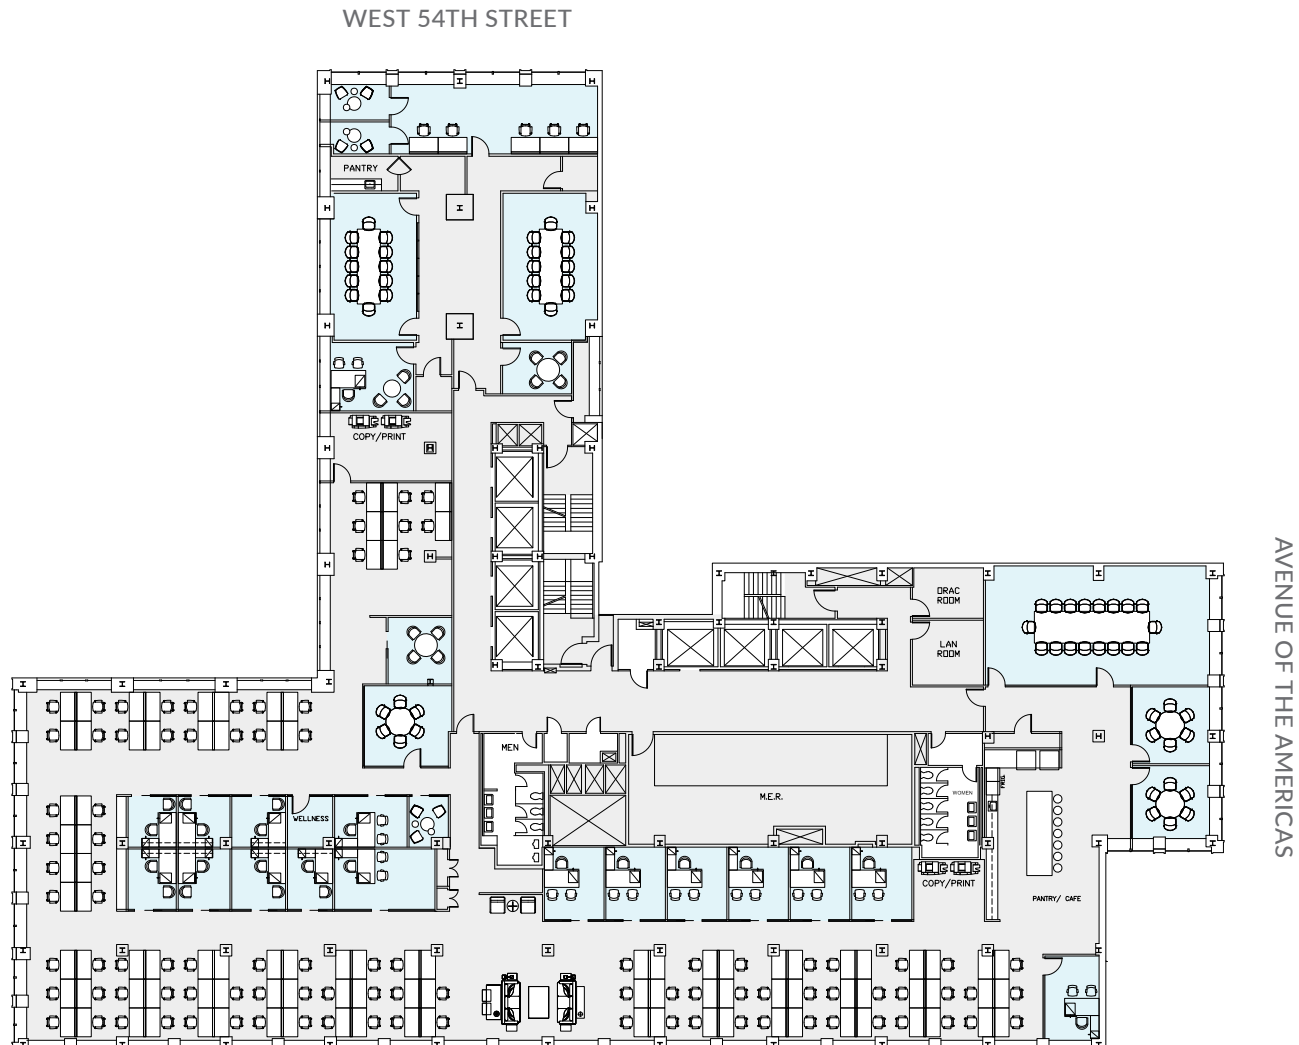 WEST 54TH STREET
PANTRY
COPY/PRINT
DRAC
ROOM
LAN
ROOM
AVENUE OF THE AMERICAS
MEN
M.E.R.
WOMEN
FRIG.
WELLNESS
COPY/PRINT
PANTRY/ CAFE